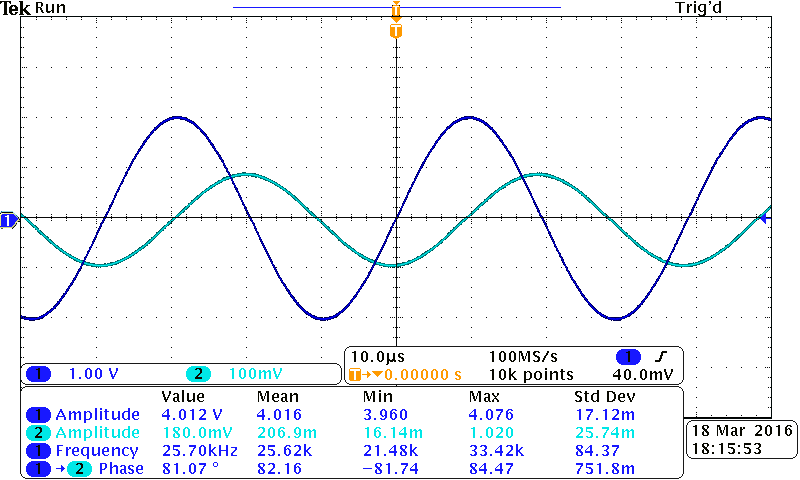 Tek Run Trig'd
T
T
1
1 1.00 V 2 100mV
10.0µs 100MS/s 1
T→▼0.00000 s 10k points 40.0mV
Value Mean Min Max Std Dev
1 Amplitude 4.012 V 4.016 3.960 4.076 17.12m
2 Amplitude 180.0mV 206.9m 16.14m 1.020 25.74m
1 Frequency 25.70kHz 25.62k 21.48k 33.42k 84.37
1 → 2 Phase 81.07 ° 82.16 −81.74 84.47 751.8m
18 Mar 2016
18:15:53